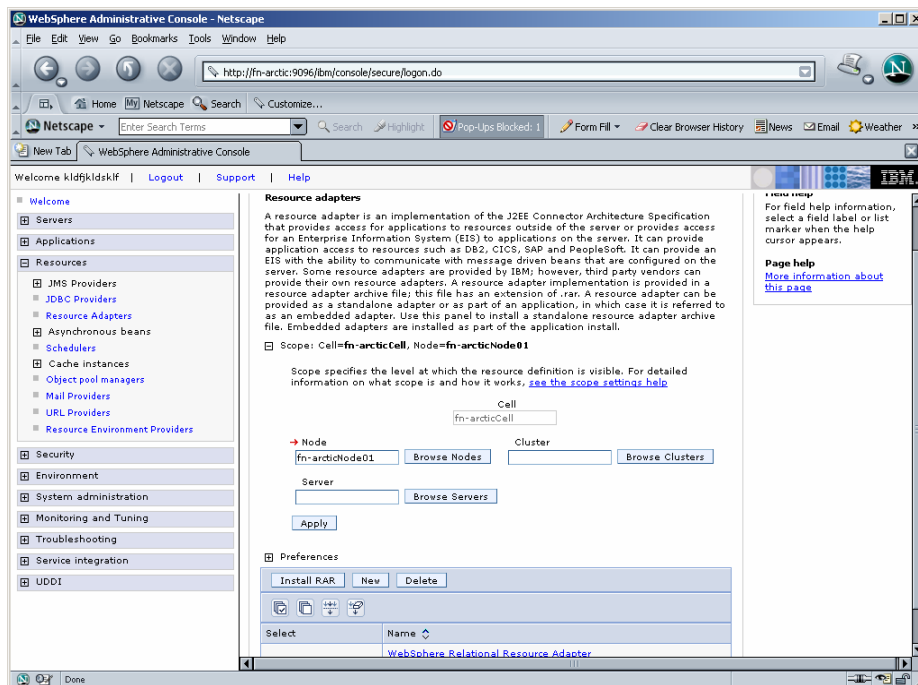 WebSphere Administrative Console - Netscape
File Edit View Go Bookmarks Tools Window Help
http://fn-arctic:9096/ibm/console/secure/logon.do
Home My Netscape Search Customize...
Netscape Enter Search Terms Search Highlight Pop-Ups Blocked: 1 Form Fill Clear Browser History News Email Weather
New Tab WebSphere Administrative Console
Welcome kldfjkldsklf | Logout | Support | Help
IBM
Welcome
Servers
Applications
Resources
JMS Providers
JDBC Providers
Resource Adapters
Asynchronous beans
Schedulers
Cache instances
Object pool managers
Mail Providers
URL Providers
Resource Environment Providers
Security
Environment
System administration
Monitoring and Tuning
Troubleshooting
Service integration
UDDI
Resource adapters
A resource adapter is an implementation of the J2EE Connector Architecture Specification
that provides access for applications to resources outside of the server or provides access
for an Enterprise Information System (EIS) to applications on the server. It can provide
application access to resources such as DB2, CICS, SAP and PeopleSoft. It can provide an
EIS with the ability to communicate with message driven beans that are configured on the
server. Some resource adapters are provided by IBM; however, third party vendors can
provide their own resource adapters. A resource adapter implementation is provided in a
resource adapter archive file; this file has an extension of .rar. A resource adapter can be
provided as a standalone adapter or as part of an application, in which case it is referred to
as an embedded adapter. Use this panel to install a standalone resource adapter archive
file. Embedded adapters are installed as part of the application install.
Scope: Cell=fn-arcticCell, Node=fn-arcticNode01
Scope specifies the level at which the resource definition is visible. For detailed
information on what scope is and how it works, see the scope settings help
Cell
fn-arcticCell
Node Cluster
fn-arcticNode01 Browse Nodes Browse Clusters
Server
Browse Servers
Apply
Preferences
Install RAR New Delete
Select Name
WebSphere Relational Resource Adapter
Field help
For field help information,
select a field label or list
marker when the help
cursor appears.
Page help
More information about
this page
Done